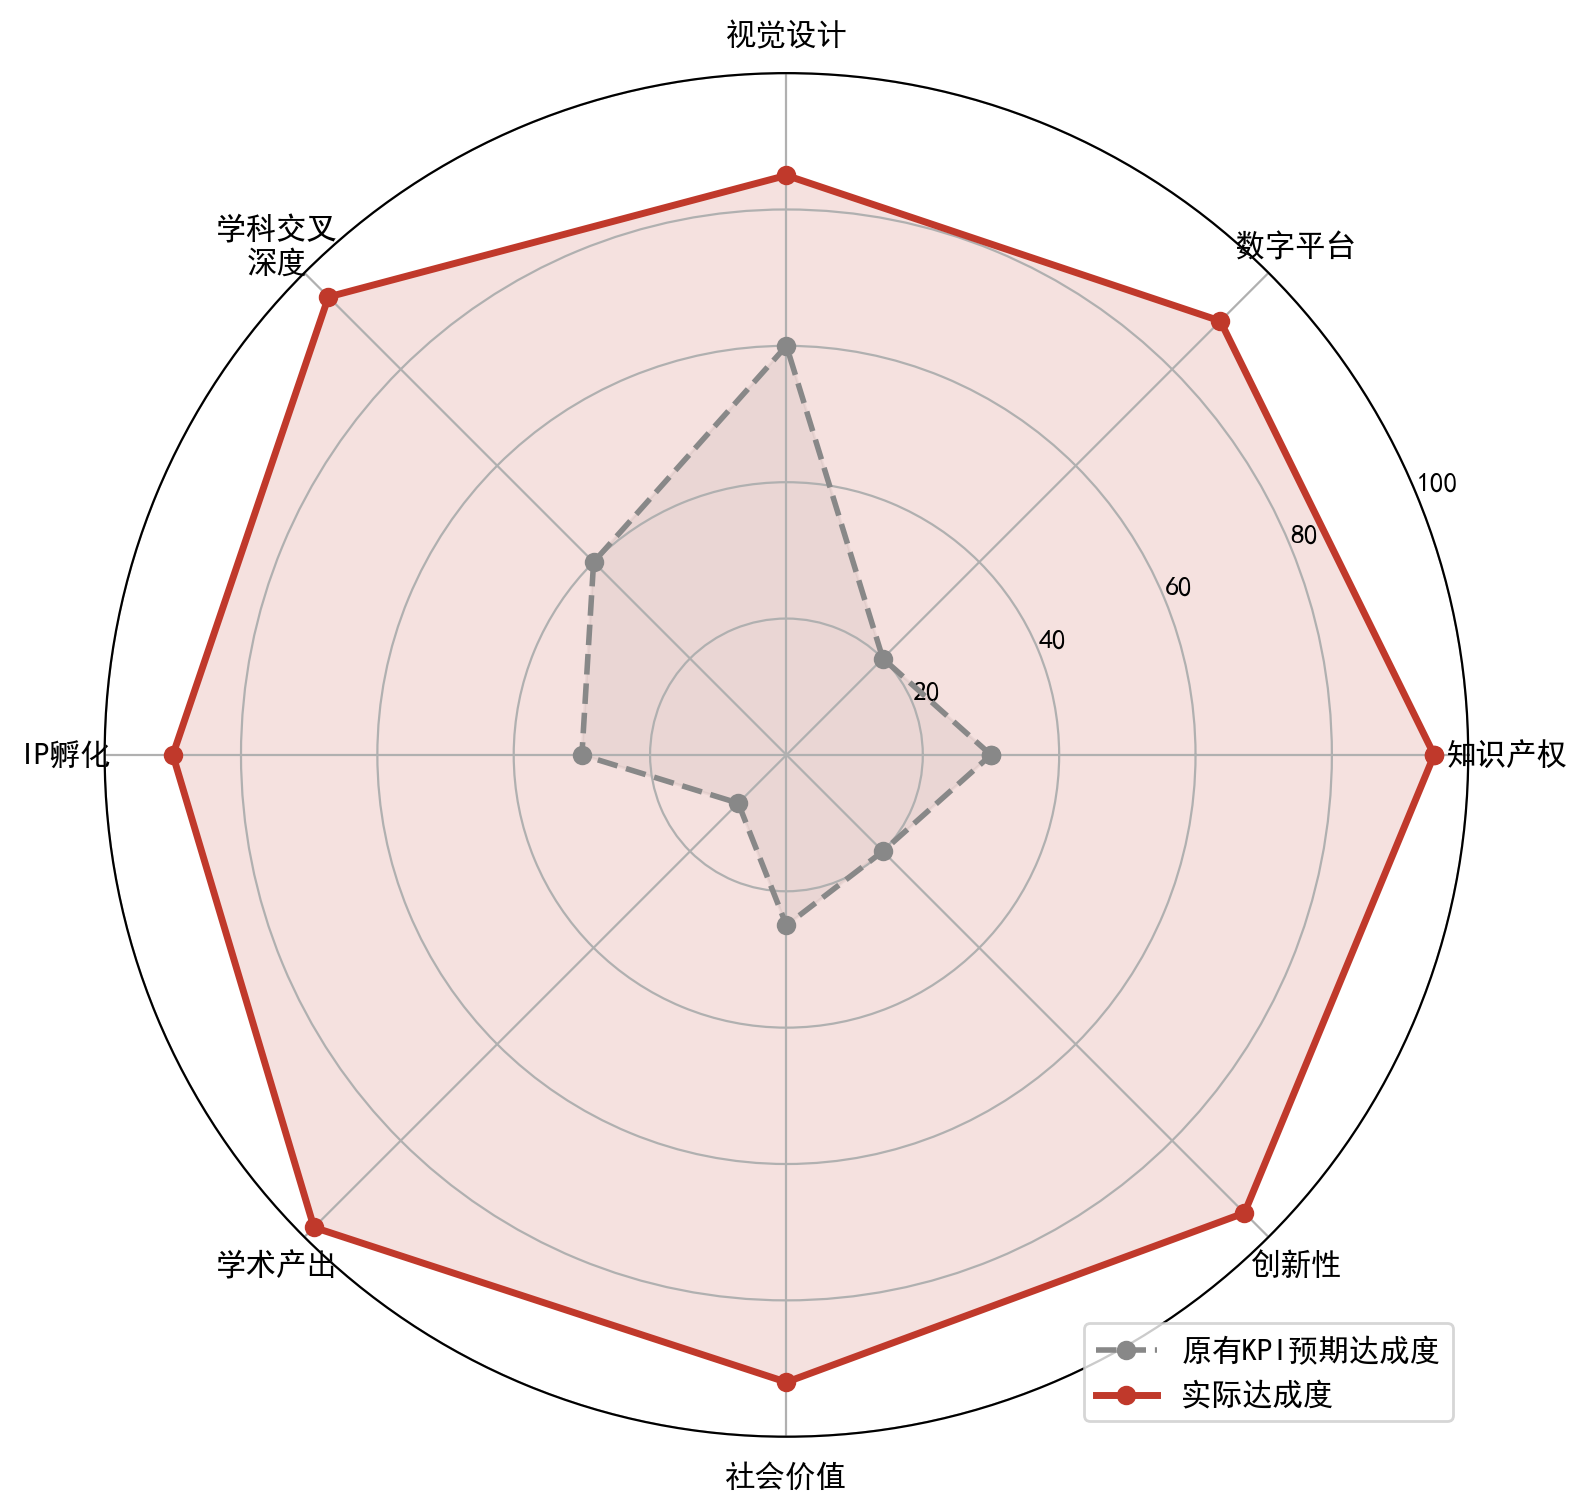 视觉设计
学科交叉
深度
数字平台
100
80
60
40
20
IP孵化
知识产权
学术产出
创新性
原有KPI预期达成度
实际达成度
社会价值